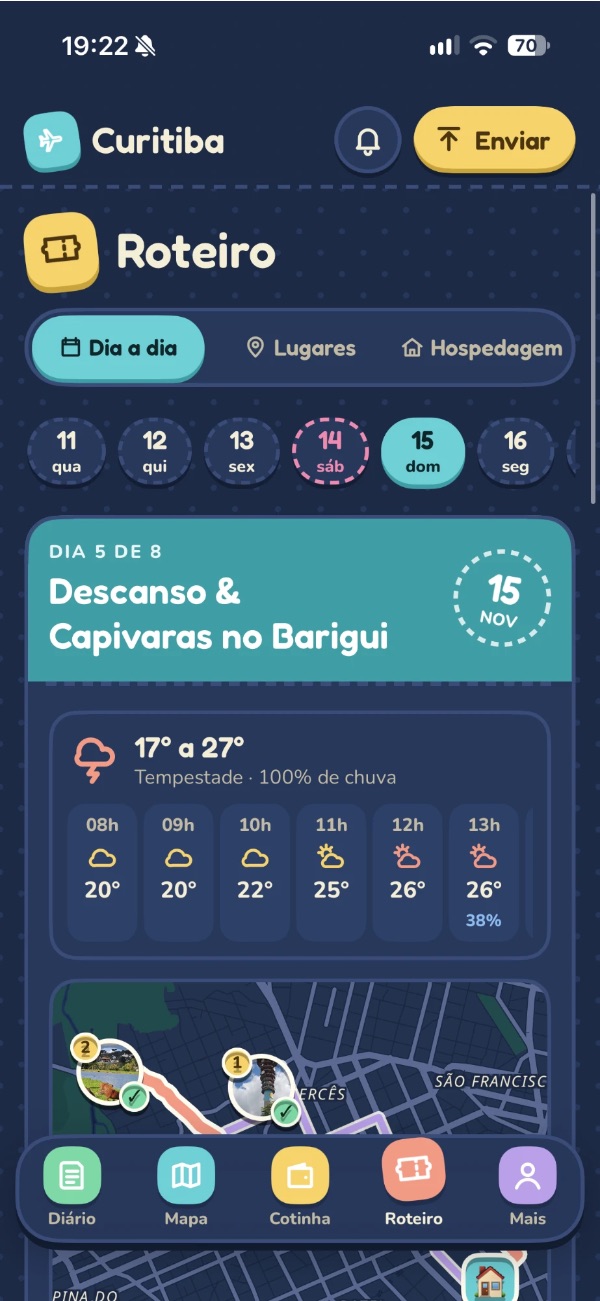 19:22
70
Curitiba
Enviar
Roteiro
Dia a dia
Lugares
Hospedagem
11
qua
12
qui
13
sex
14
sáb
15
dom
16
seg
DIA 5 DE 8
Descanso &
Capivaras no Barigui
15
NOV
17° a 27°
Tempestade · 100% de chuva
08h
20°
09h
20°
10h
22°
11h
25°
12h
26°
13h
26°
38%
2
1
ERCÊS
SÃO FRANCISC
Diário
Mapa
Cotinha
Roteiro
Mais
PINA DO